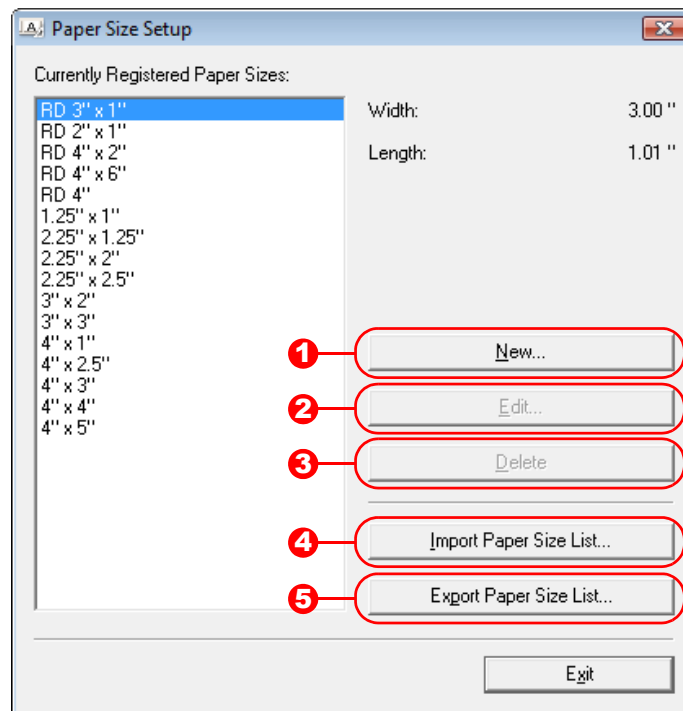 Paper Size Setup
Currently Registered Paper Sizes:
RD 3" x 1"
RD 2" x 1"
RD 4" x 2"
RD 4" x 6"
RD 4"
1.25" x 1"
2.25" x 1.25"
2.25" x 2"
2.25" x 2.5"
3" x 2"
3" x 3"
4" x 1"
4" x 2.5"
4" x 3"
4" x 4"
4" x 5"
Width: 3.00 "
Length: 1.01 "
1 New...
2 Edit...
3 Delete
4 Import Paper Size List...
5 Export Paper Size List...
Exit